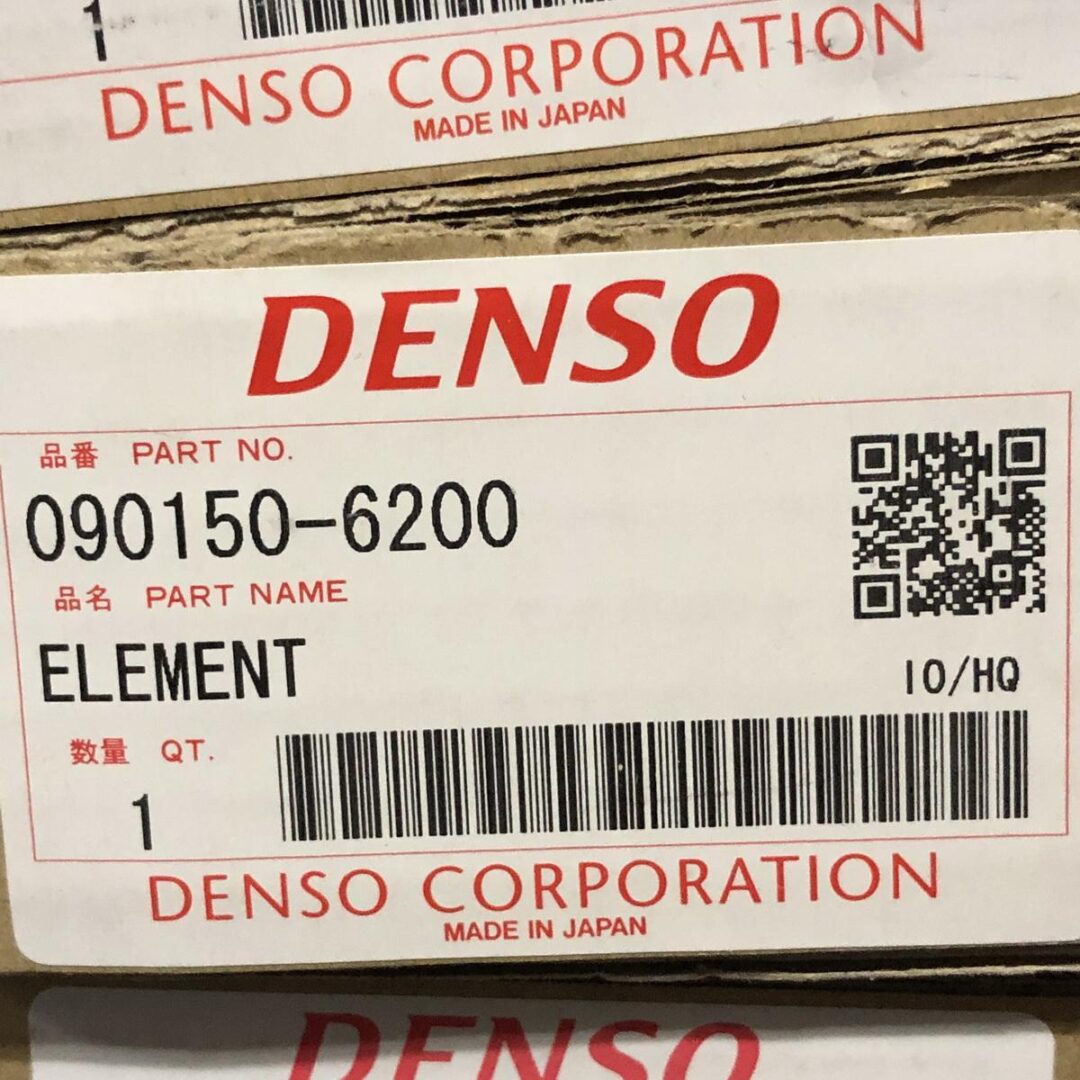 1
DENSO CORPORATION
MADE IN JAPAN
DENSO
品番 PART NO.
090150-6200
品名 PART NAME
ELEMENT
IO/HQ
数量 QT.
1
DENSO CORPORATION
MADE IN JAPAN
DENSO